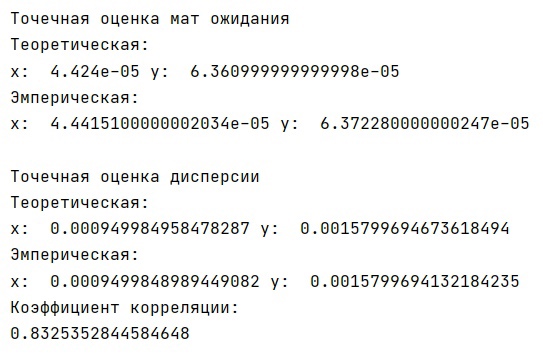 Точечная оценка мат ожидания
Теоретическая:
x:  4.424e-05 y:  6.360999999999998e-05
Эмперическая:
x:  4.4415100000002034e-05 y:  6.372280000000247e-05
Точечная оценка дисперсии
Теоретическая:
x:  0.000949984958478287 y:  0.0015799694673618494
Эмперическая:
x:  0.0009499848989449082 y:  0.0015799694132184235
Коэффициент корреляции:
0.8325352844584648